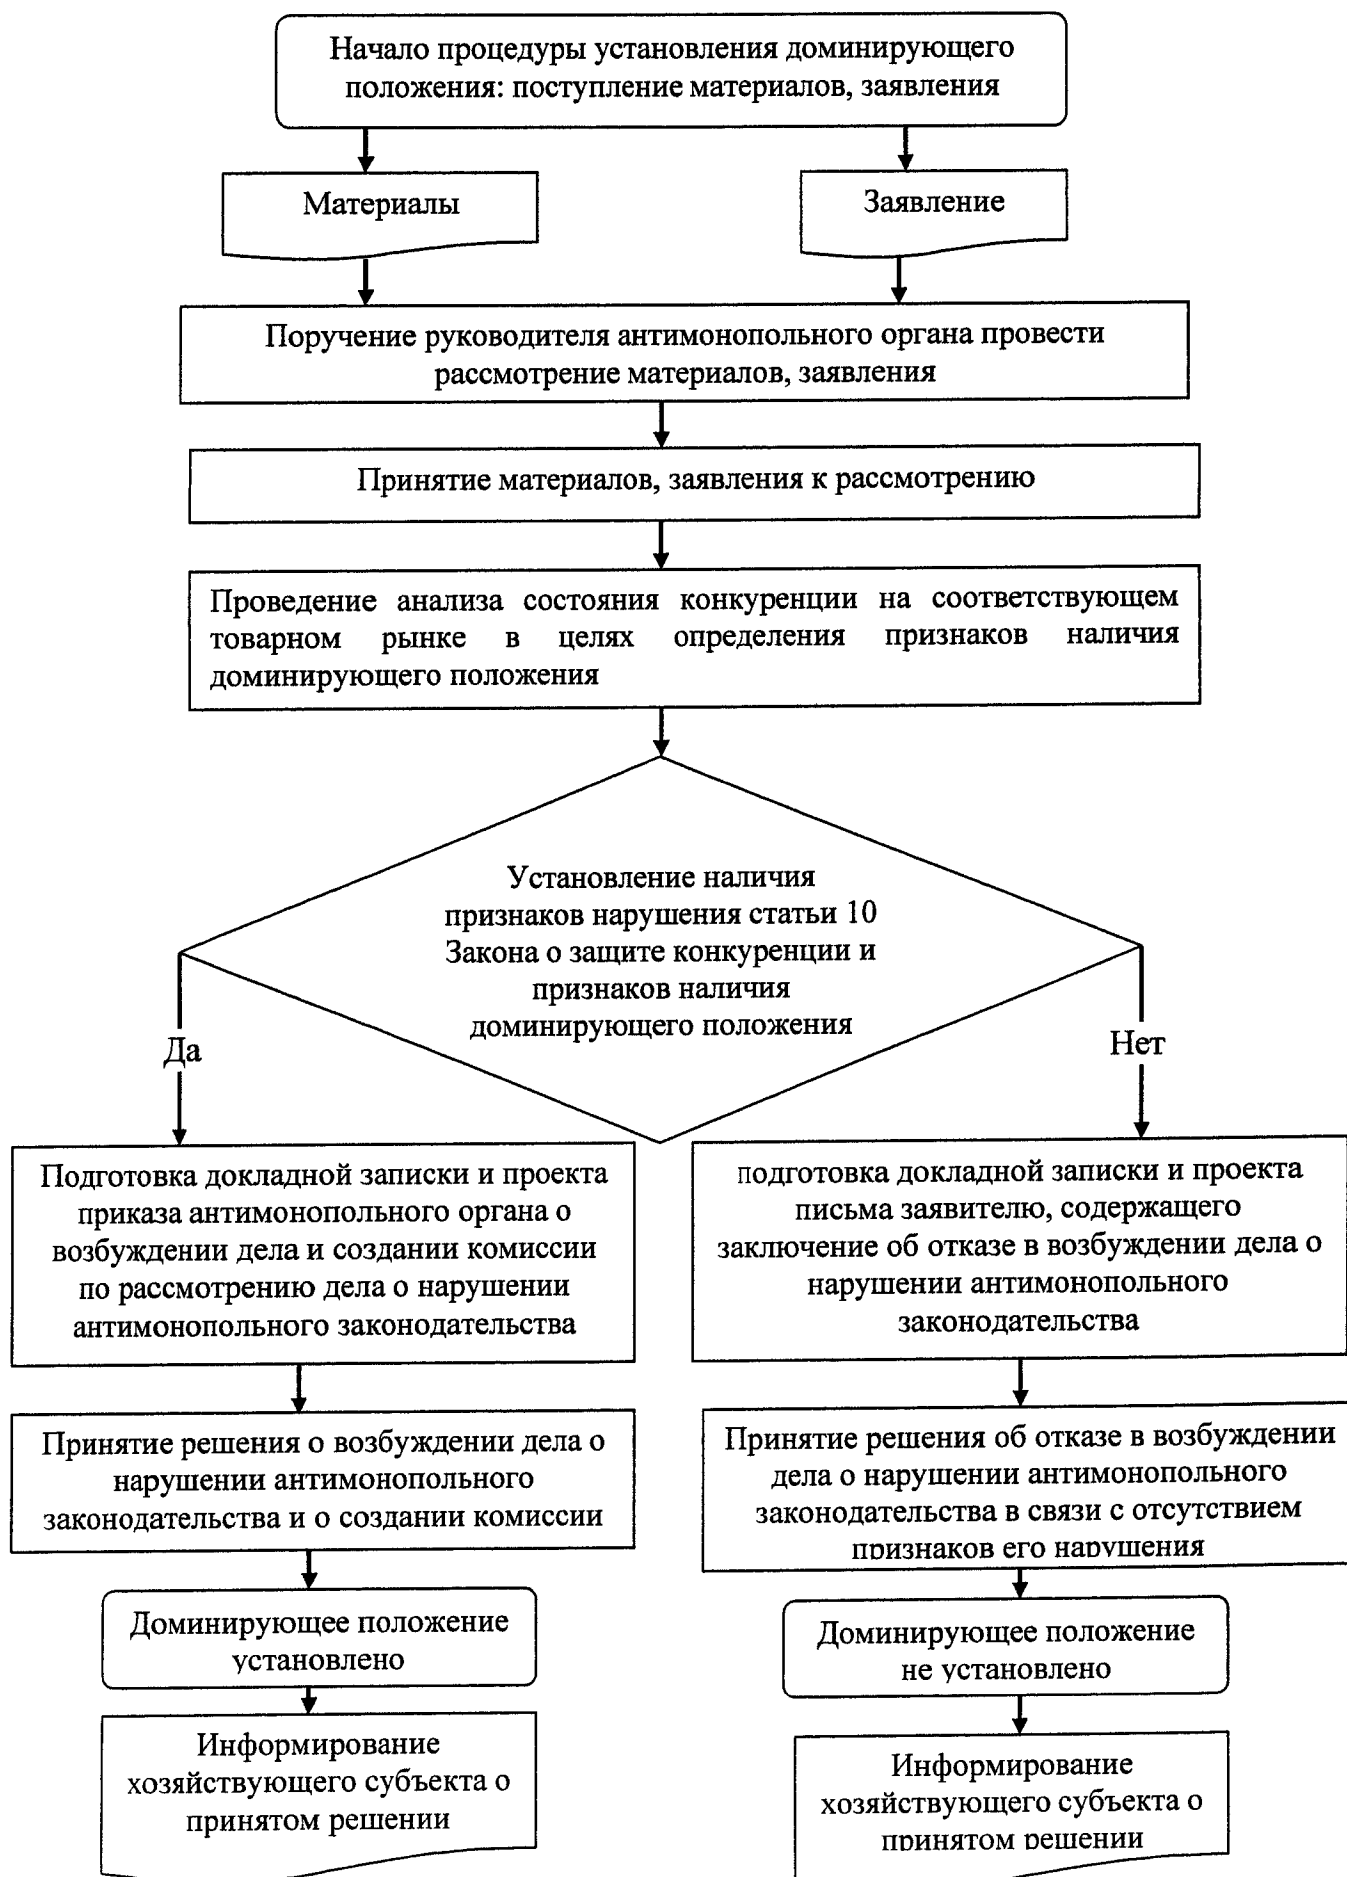 Начало процедуры установления доминирующего
положения: поступление материалов, заявления
Материалы
Заявление
Поручение руководителя антимонопольного органа провести
рассмотрение материалов, заявления
Принятие материалов, заявления к рассмотрению
Проведение анализа состояния конкуренции на соответствующем
товарном рынке в целях определения признаков наличия
доминирующего положения
Установление наличия
признаков нарушения статьи 10
Закона о защите конкуренции и
признаков наличия
доминирующего положения
Да
Нет
Подготовка докладной записки и проекта
приказа антимонопольного органа о
возбуждении дела и создании комиссии
по рассмотрению дела о нарушении
антимонопольного законодательства
подготовка докладной записки и проекта
письма заявителю, содержащего
заключение об отказе в возбуждении дела о
нарушении антимонопольного
законодательства
Принятие решения о возбуждении дела о
нарушении антимонопольного
законодательства и о создании комиссии
Принятие решения об отказе в возбуждении
дела о нарушении антимонопольного
законодательства в связи с отсутствием
признаков его нарушения
Доминирующее положение
установлено
Доминирующее положение
не установлено
Информирование
хозяйствующего субъекта о
принятом решении
Информирование
хозяйствующего субъекта о
принятом решении